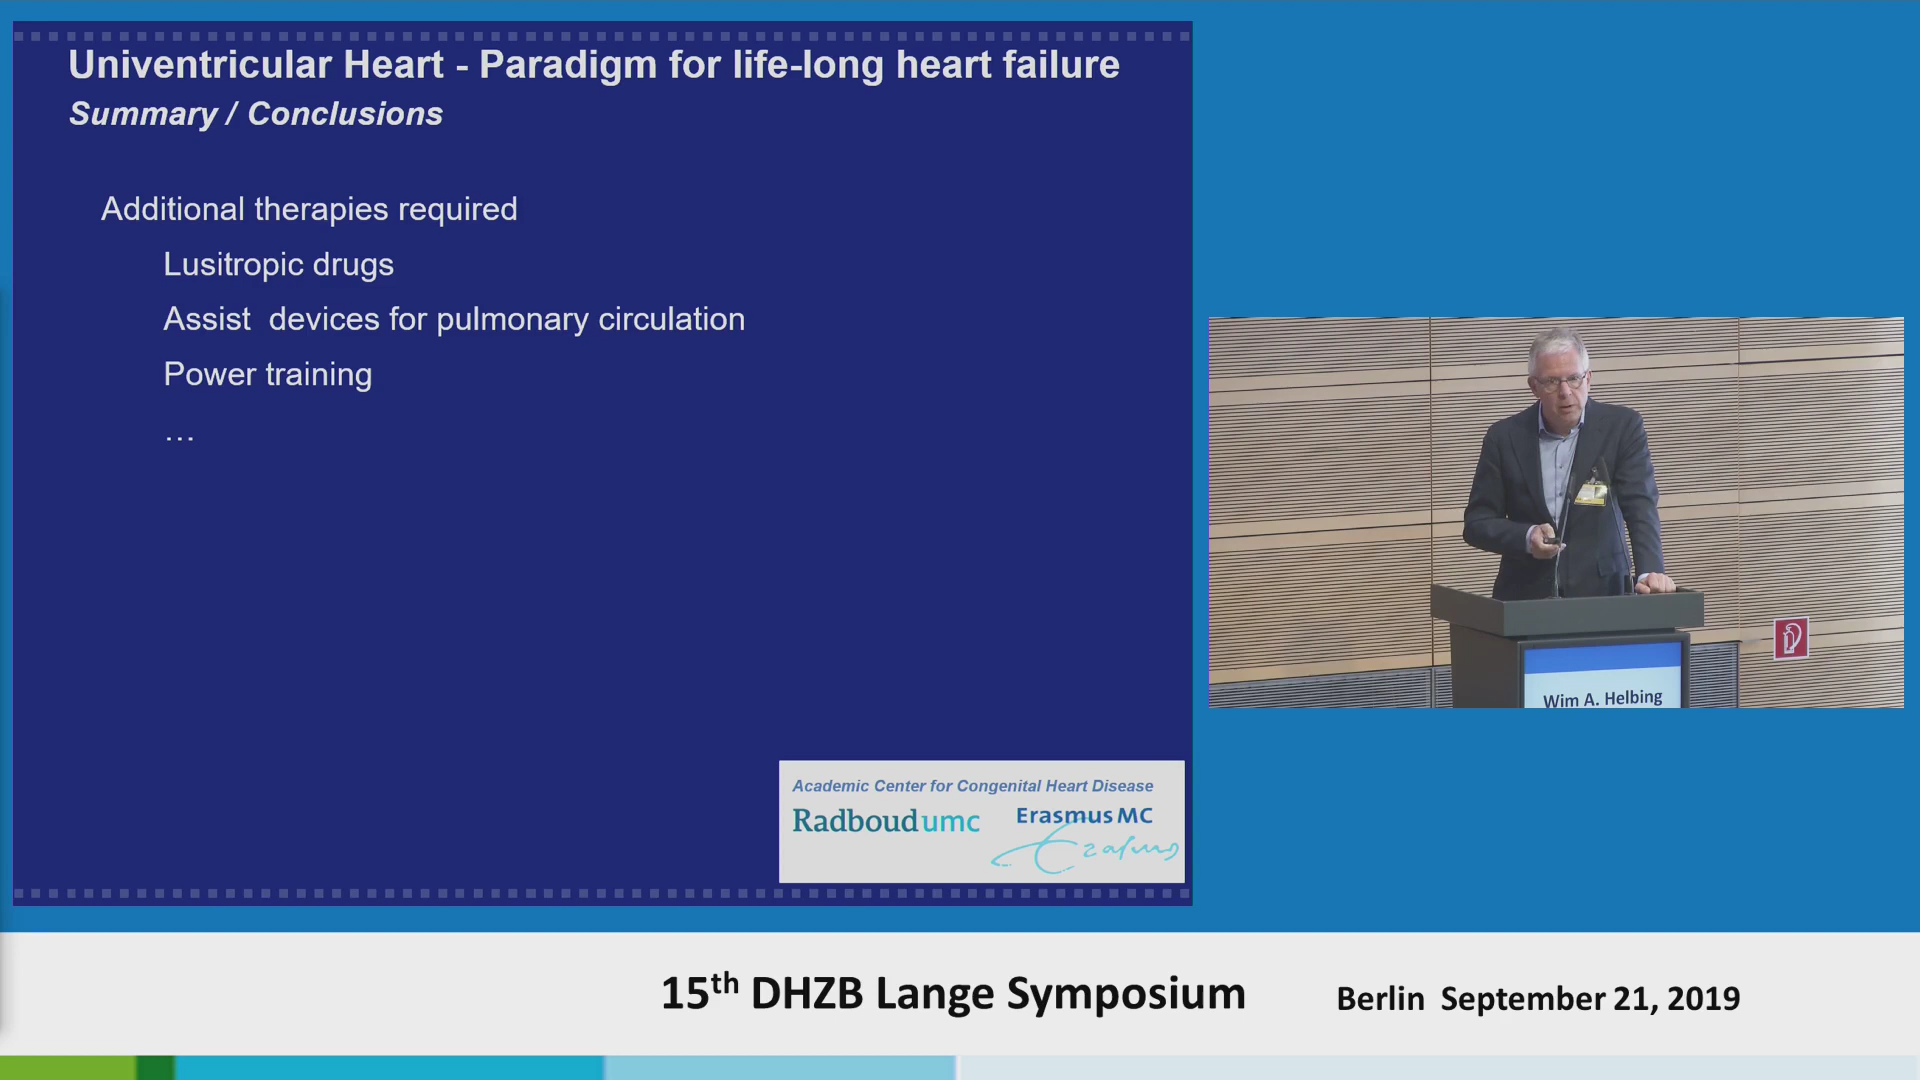 Univentricular Heart - Paradigm for life-long heart failure
Summary / Conclusions
Additional therapies required
Lusitropic drugs
Assist  devices for pulmonary circulation
Power training
…
Academic Center for Congenital Heart Disease
Radboudumc
Erasmus MC
Erasmus
Wim A. Helbing
15th DHZB Lange Symposium
Berlin  September 21, 2019